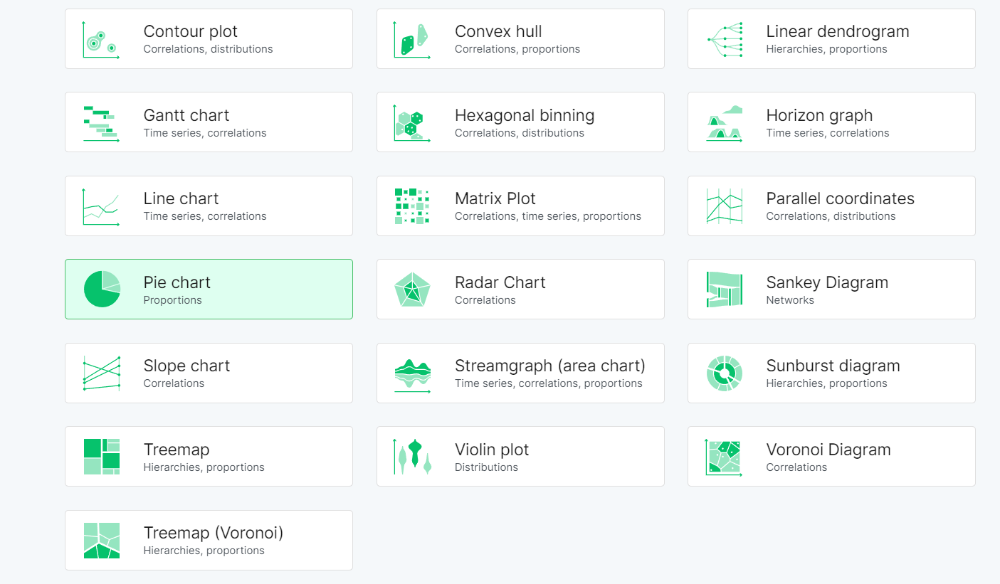 Contour plot
Correlations, distributions
Convex hull
Correlations, proportions
Linear dendrogram
Hierarchies, proportions
Gantt chart
Time series, correlations
Hexagonal binning
Correlations, distributions
Horizon graph
Time series, correlations
Line chart
Time series, correlations
Matrix Plot
Correlations, time series, proportions
Parallel coordinates
Correlations, distributions
Pie chart
Proportions
Radar Chart
Correlations
Sankey Diagram
Networks
Slope chart
Correlations
Streamgraph (area chart)
Time series, correlations, proportions
Sunburst diagram
Hierarchies, proportions
Treemap
Hierarchies, proportions
Violin plot
Distributions
Voronoi Diagram
Correlations
Treemap (Voronoi)
Hierarchies, proportions